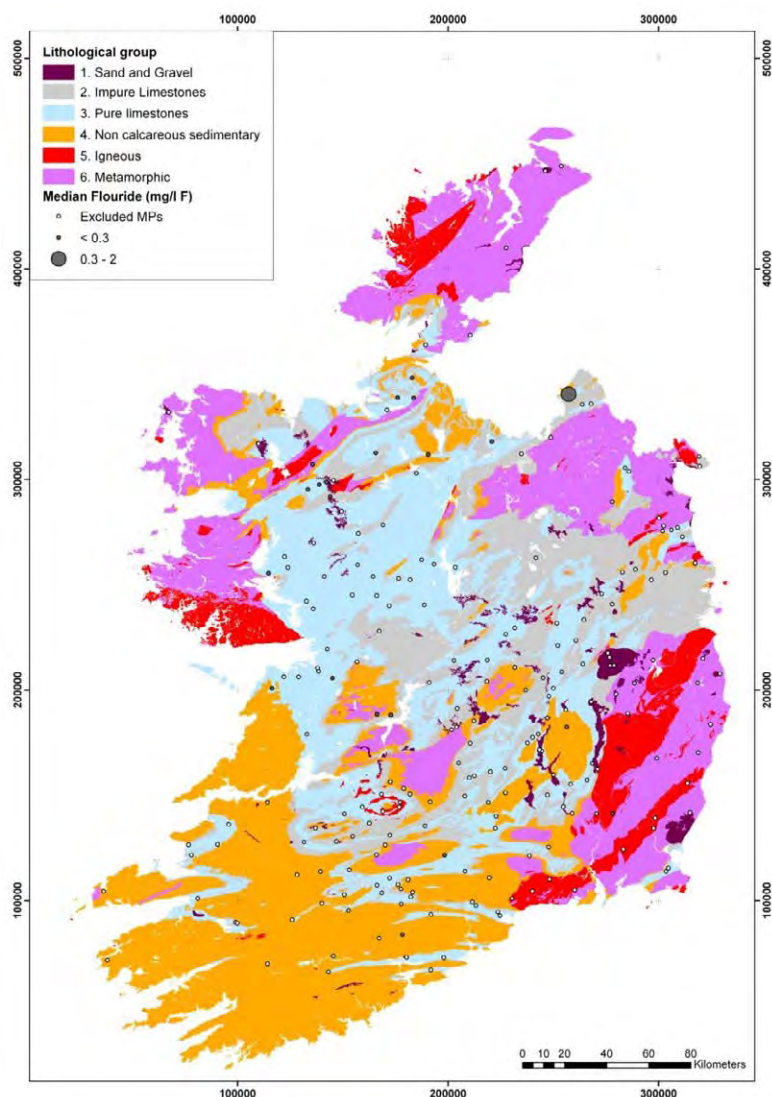 100000 200000 300000
Lithological group
1. Sand and Gravel
2. Impure Limestones
3. Pure limestones
4. Non calcareous sedimentary
5. Igneous
6. Metamorphic
Median Flouride (mg/l F)
Excluded MPs
< 0.3
0.3 - 2
500000 500000
400000 400000
300000 300000
200000 200000
100000 100000
0 5 10 20 40 60 80
Kilometers
100000 200000 300000